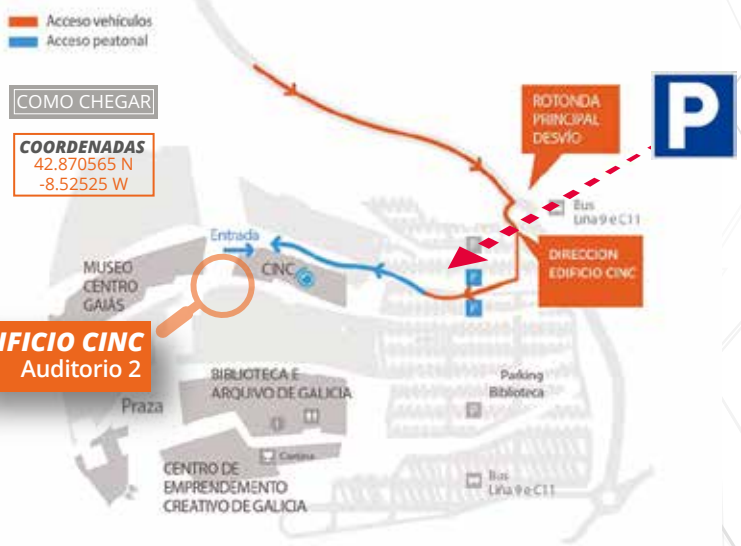 Acceso vehículos
Acceso peatonal
COMO CHEGAR
COORDENADAS
42.870565 N
-8.52525 W
ROTONDA
PRINCIPAL
DESVÍO
P
Bus
Liña 9 e C11
P
DIRECCION
EDIFICIO CINC
P
P
Entrada
CINC
MUSEO
CENTRO
GAIÁS
IFICIO CINC
Auditorio 2
Praza
BIBLIOTECA E
ARQUIVO DE GALICIA
Parking
Biblioteca
P
CENTRO DE
EMPRENDEMENTO
CREATIVO DE GALICIA
Bus
Liña 9 e C11